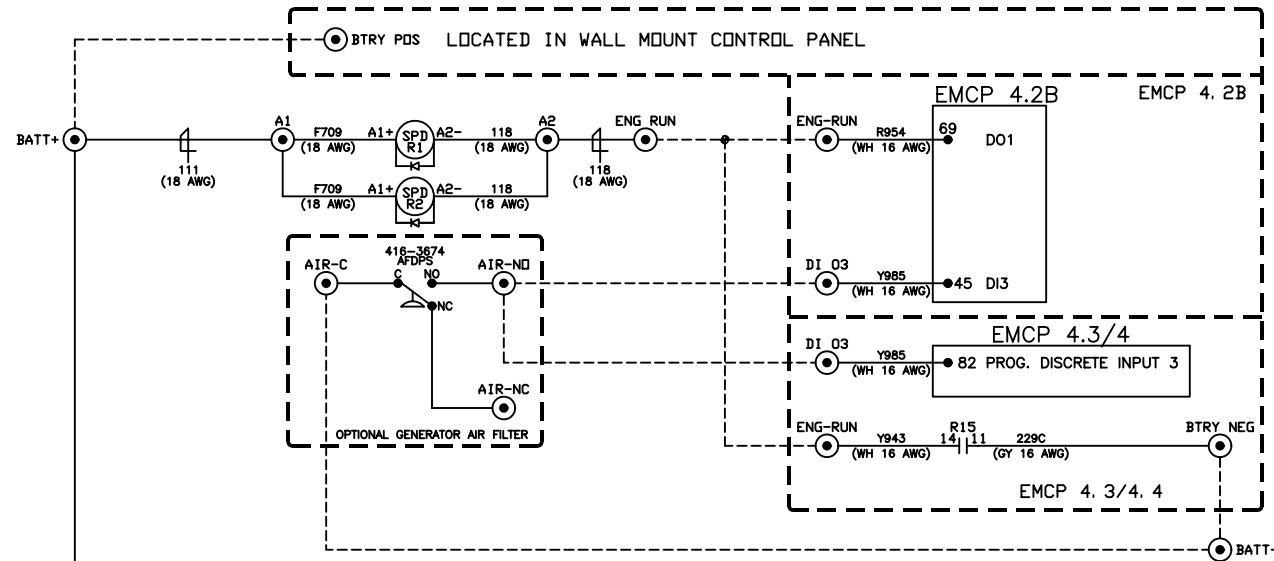 BTRY POS LOCATED IN WALL MOUNT CONTROL PANEL
EMCP 4.2B EMCP 4. 2B
BATT+ A1 F709 A1+ SPD A2- 118 A2 ENG RUN ENG-RUN R954 69 DO1
(18 AWG) R1 (18 AWG) (WH 16 AWG)
111 118
(18 AWG) (18 AWG)
F709 A1+ SPD A2- 118
(18 AWG) R2 (18 AWG)
416-3674
AFDPS
AIR-C C NO AIR-NO DI 03 Y985 45 DI3
(WH 16 AWG)
NC
EMCP 4.3/4
DI 03 Y985 82 PROG. DISCRETE INPUT 3
(WH 16 AWG)
AIR-NC
OPTIONAL GENERATOR AIR FILTER
ENG-RUN Y943 14 R15 11 229C BTRY NEG
(WH 16 AWG) (GY 16 AWG)
EMCP 4. 3/4. 4
BATT-